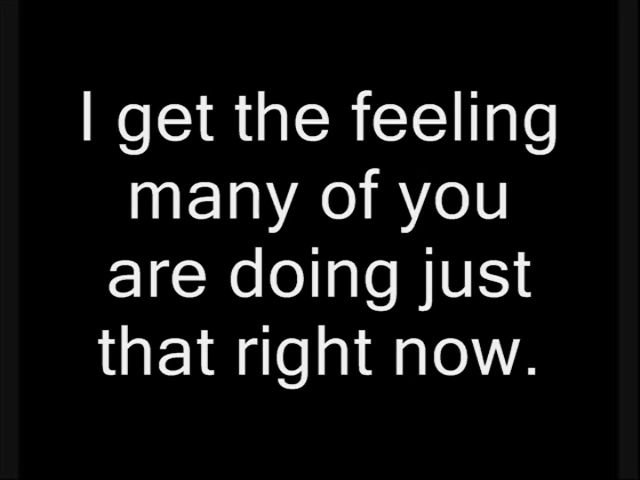 I get the feeling
many of you
are doing just
that right now.